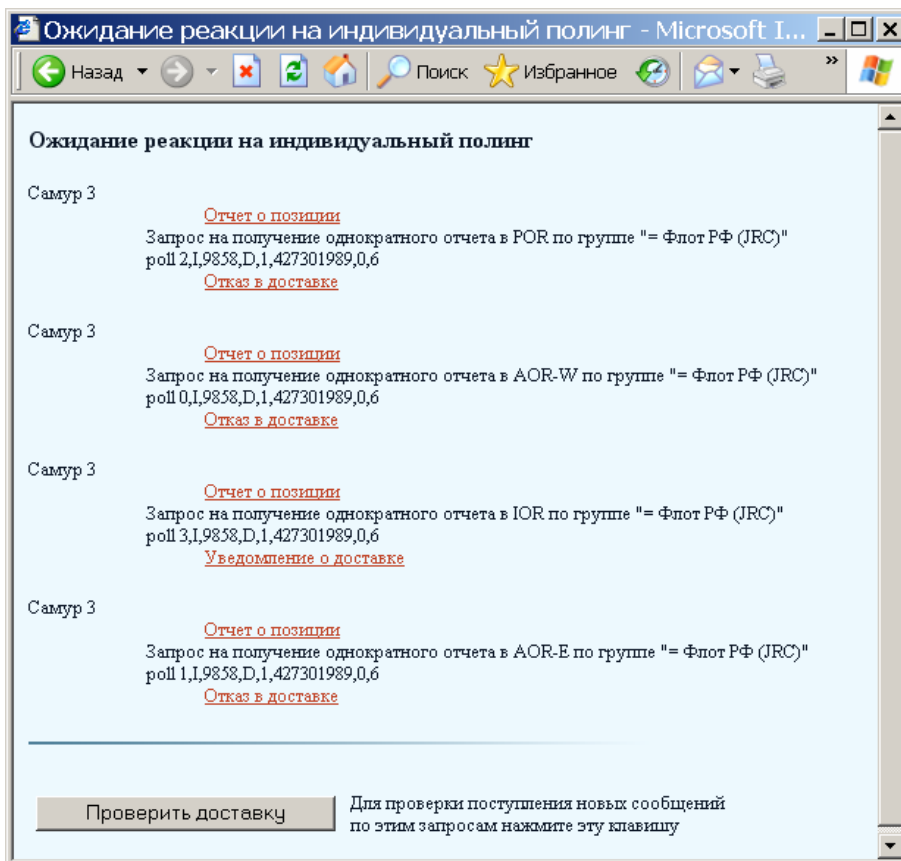 Ожидание реакции на индивидуальный полинг - Microsoft I...
Назад Поиск Избранное »
Ожидание реакции на индивидуальный полинг
Самур 3
Отчет о позиции
Запрос на получение однократного отчета в POR по группе "= Флот РФ (JRC)"
poll 2,I,9858,D,1,427301989,0,6
Отказ в доставке
Самур 3
Отчет о позиции
Запрос на получение однократного отчета в AOR-W по группе "= Флот РФ (JRC)"
poll 0,I,9858,D,1,427301989,0,6
Отказ в доставке
Самур 3
Отчет о позиции
Запрос на получение однократного отчета в IOR по группе "= Флот РФ (JRC)"
poll 3,I,9858,D,1,427301989,0,6
Уведомление о доставке
Самур 3
Отчет о позиции
Запрос на получение однократного отчета в AOR-E по группе "= Флот РФ (JRC)"
poll 1,I,9858,D,1,427301989,0,6
Отказ в доставке
Проверить доставку
Для проверки поступления новых сообщений
по этим запросам нажмите эту клавишу